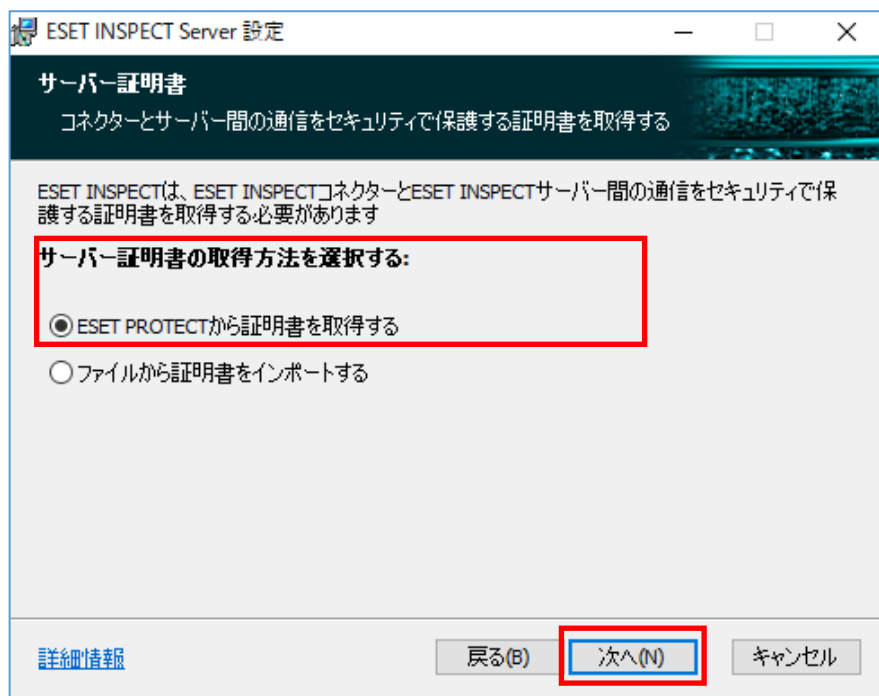 ESET INSPECT Server 設定
サーバー証明書
コネクターとサーバー間の通信をセキュリティで保護する証明書を取得する
ESET INSPECTは、ESET INSPECTコネクターとESET INSPECTサーバー間の通信をセキュリティで保
護する証明書を取得する必要があります
サーバー証明書の取得方法を選択する:
ESET PROTECTから証明書を取得する
ファイルから証明書をインポートする
詳細情報
戻る(B)
次へ(N)
キャンセル